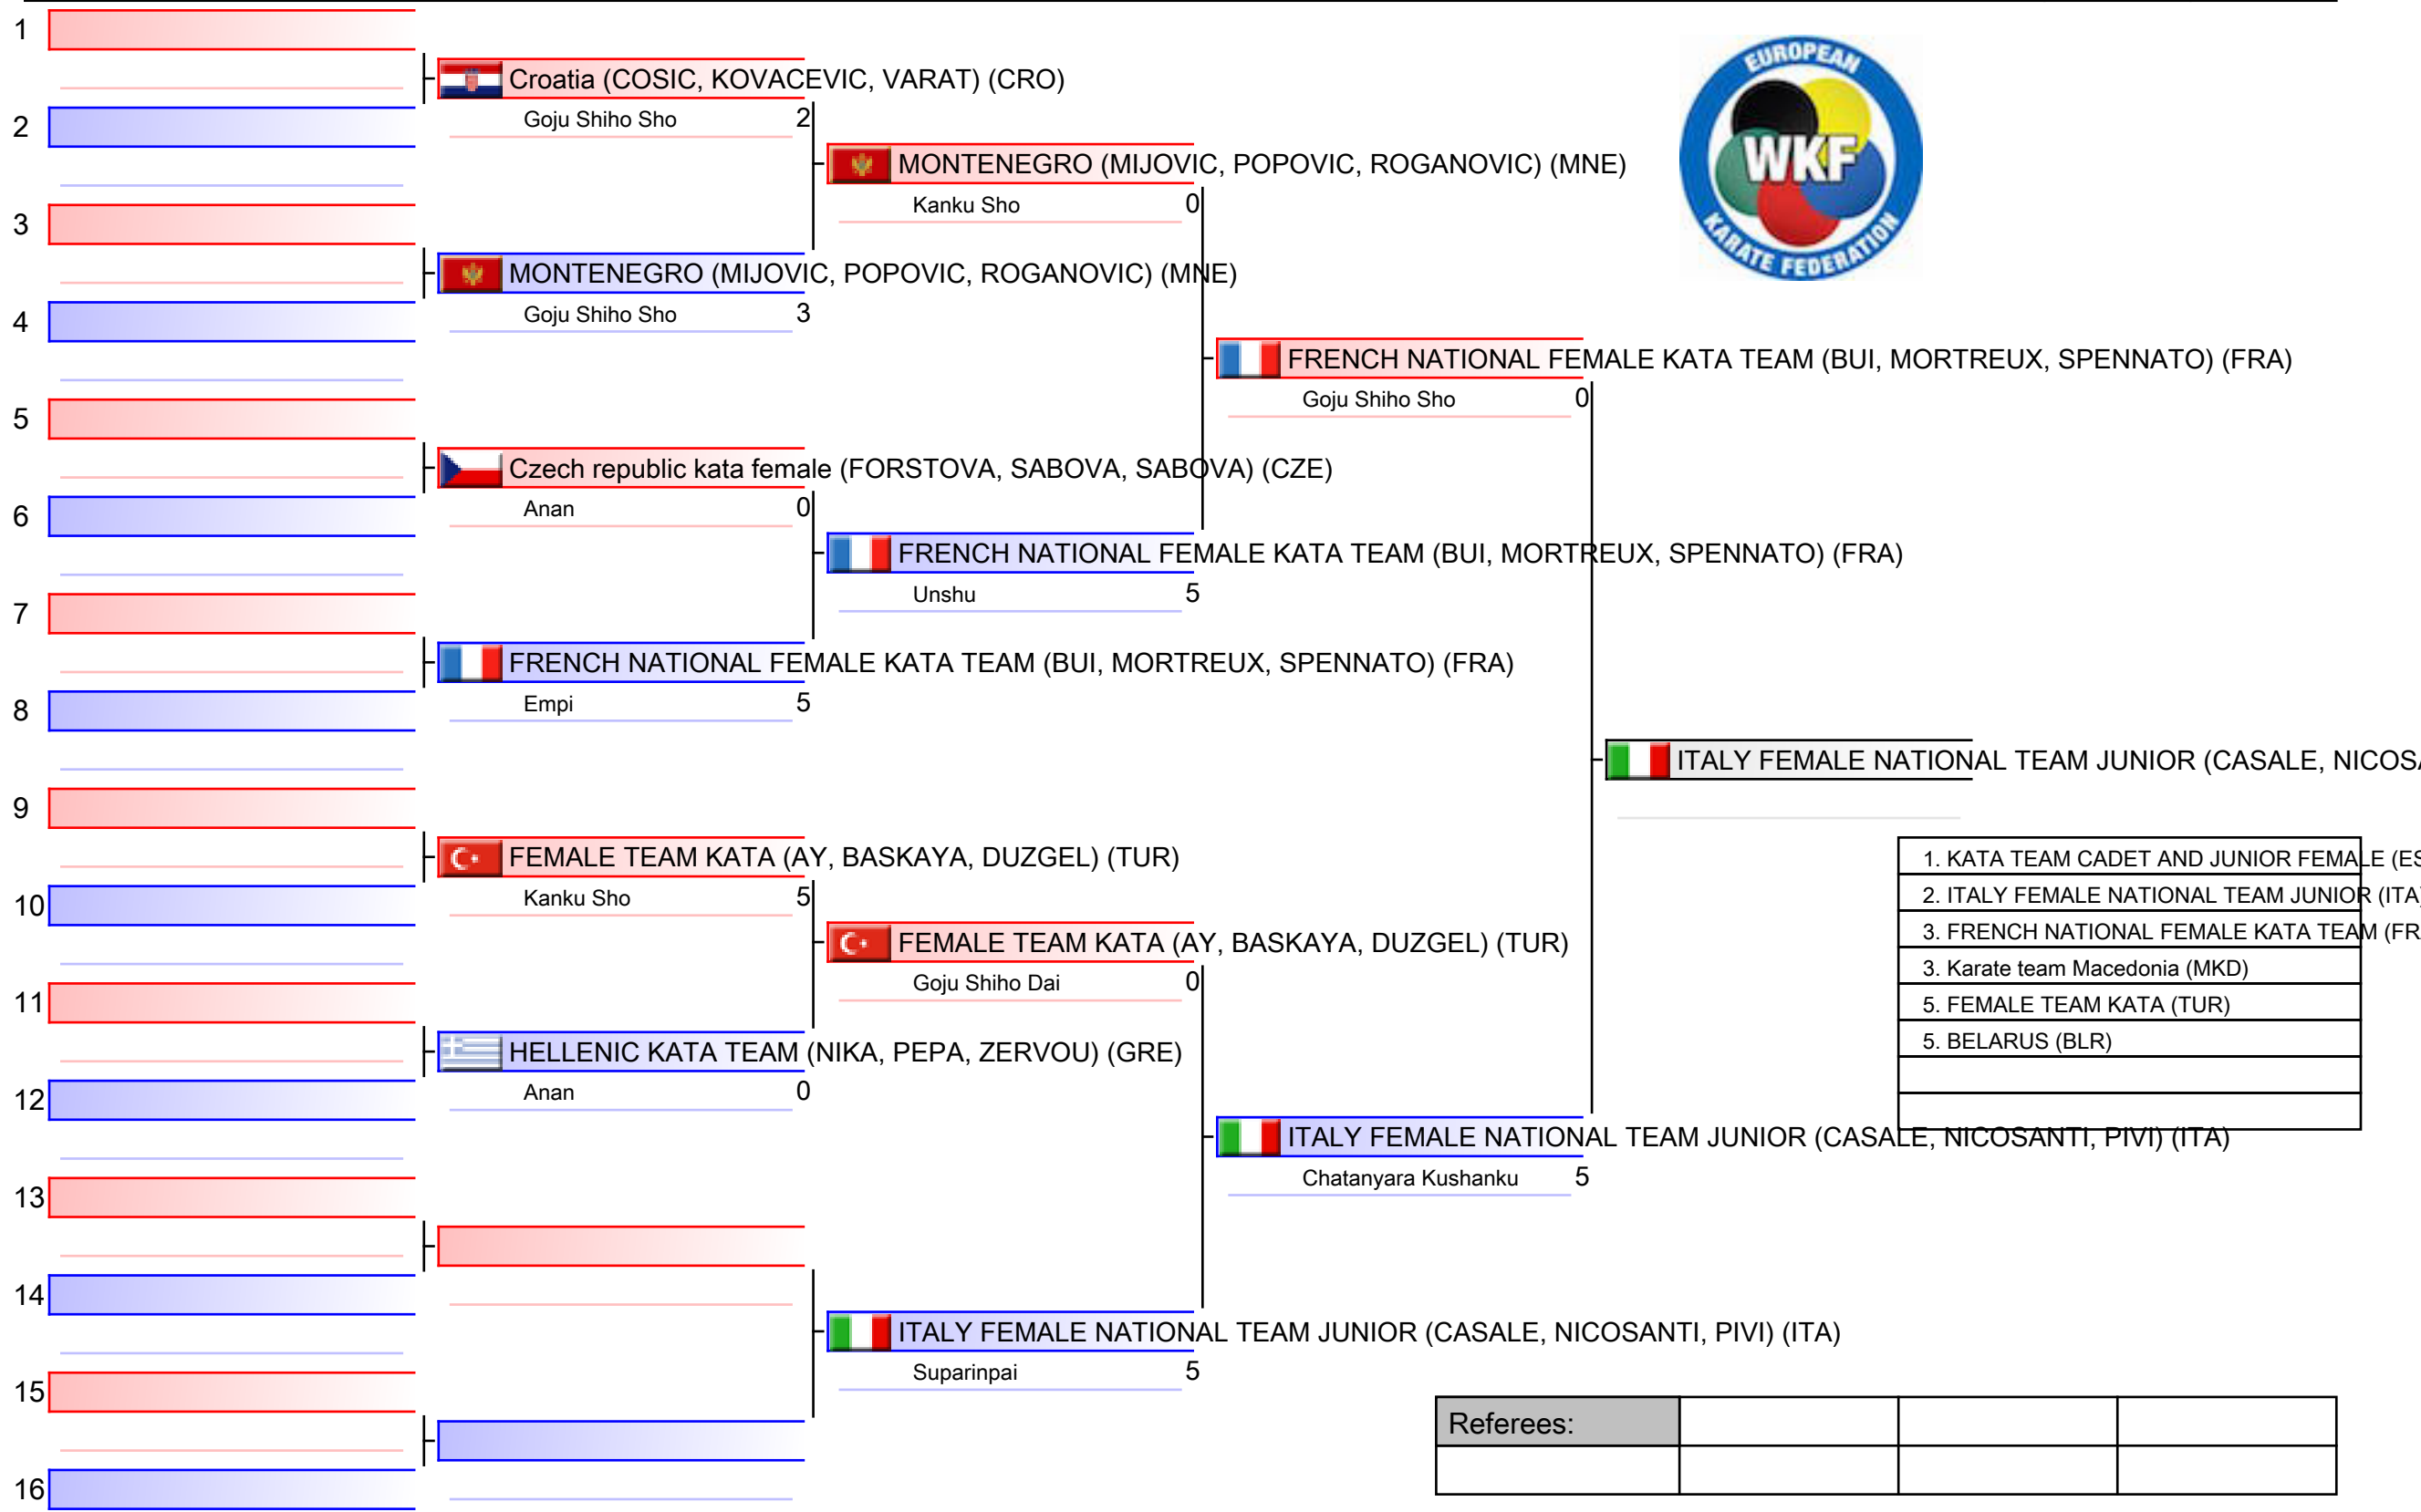 1
Croatia (COSIC, KOVACEVIC, VARAT) (CRO)
Goju Shiho Sho 2
2
MONTENEGRO (MIJOVIC, POPOVIC, ROGANOVIC) (MNE)
Kanku Sho 0
EUROPEAN
WKF
KARATE FEDERATION
3
MONTENEGRO (MIJOVIC, POPOVIC, ROGANOVIC) (MNE)
Goju Shiho Sho 3
4
FRENCH NATIONAL FEMALE KATA TEAM (BUI, MORTREUX, SPENNATO) (FRA)
Goju Shiho Sho 0
5
Czech republic kata female (FORSTOVA, SABOVA, SABOVA) (CZE)
Anan 0
6
FRENCH NATIONAL FEMALE KATA TEAM (BUI, MORTREUX, SPENNATO) (FRA)
Unshu 5
7
FRENCH NATIONAL FEMALE KATA TEAM (BUI, MORTREUX, SPENNATO) (FRA)
Empi 5
8
ITALY FEMALE NATIONAL TEAM JUNIOR (CASALE, NICOSA
9
FEMALE TEAM KATA (AY, BASKAYA, DUZGEL) (TUR)
Kanku Sho 5
10
FEMALE TEAM KATA (AY, BASKAYA, DUZGEL) (TUR)
Goju Shiho Dai 0
1. KATA TEAM CADET AND JUNIOR FEMALE (ES
2. ITALY FEMALE NATIONAL TEAM JUNIOR (ITA)
3. FRENCH NATIONAL FEMALE KATA TEAM (FRA
3. Karate team Macedonia (MKD)
5. FEMALE TEAM KATA (TUR)
5. BELARUS (BLR)
11
HELLENIC KATA TEAM (NIKA, PEPA, ZERVOU) (GRE)
Anan 0
12
ITALY FEMALE NATIONAL TEAM JUNIOR (CASALE, NICOSANTI, PIVI) (ITA)
Chatanyara Kushanku 5
13
14
ITALY FEMALE NATIONAL TEAM JUNIOR (CASALE, NICOSANTI, PIVI) (ITA)
Suparinpai 5
15
Referees:
16